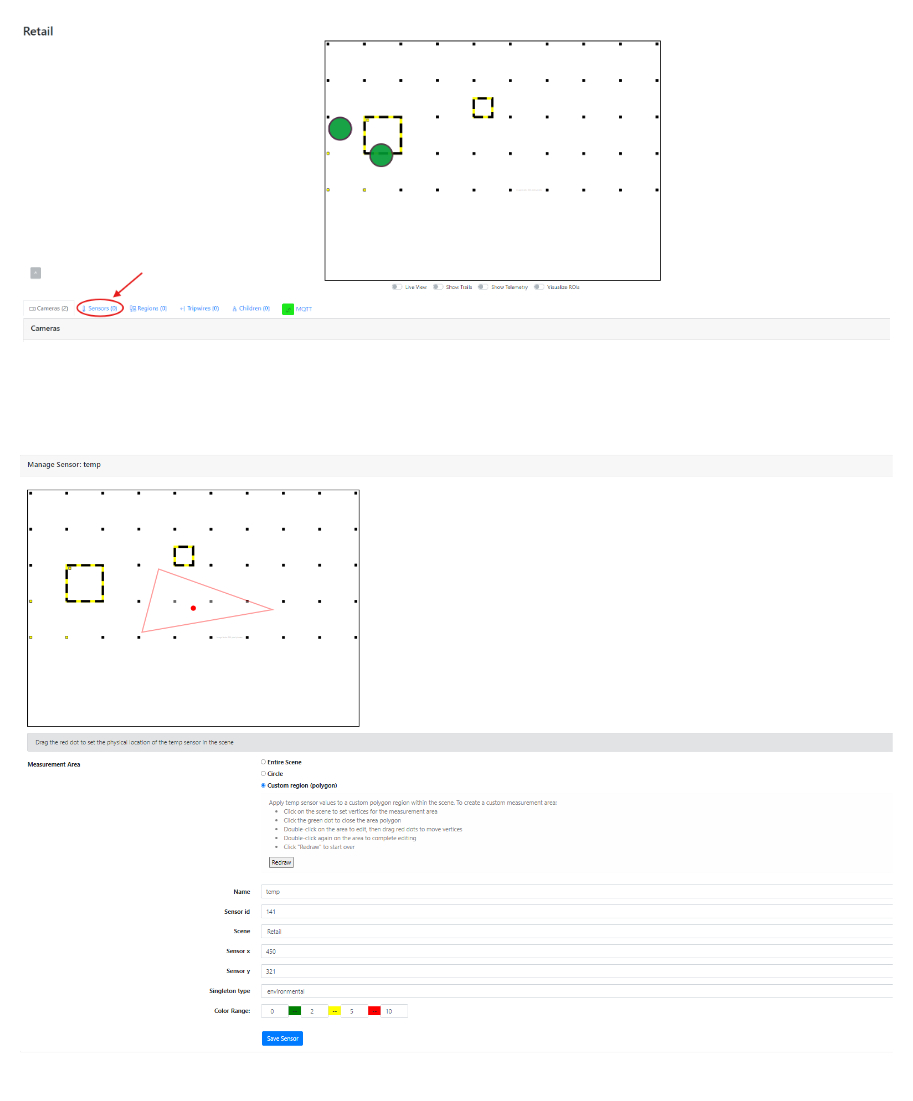 Retail
Live View Show Trails Show Telemetry Visualize ROIs
Cameras (2) Sensors (0) Regions (0) Tripwires (0) Children (0) MQTT
Cameras
Manage Sensor: temp
Drag the red dot to set the physical location of the temp sensor in the scene
Measurement Area
Entire Scene
Circle
Custom region (polygon)
Apply temp sensor values to a custom polygon region within the scene. To create a custom measurement area:
Click on the scene to set vertices for the measurement area
Click the green dot to close the area polygon
Double-click on the area to edit, then drag red dots to move vertices
Double-click again on the area to complete editing
Click "Redraw" to start over
Redraw
Name temp
Sensor id 141
Scene Retail
Sensor x 450
Sensor y 321
Singleton type environmental
Color Range: 0 2 5 10
Save Sensor